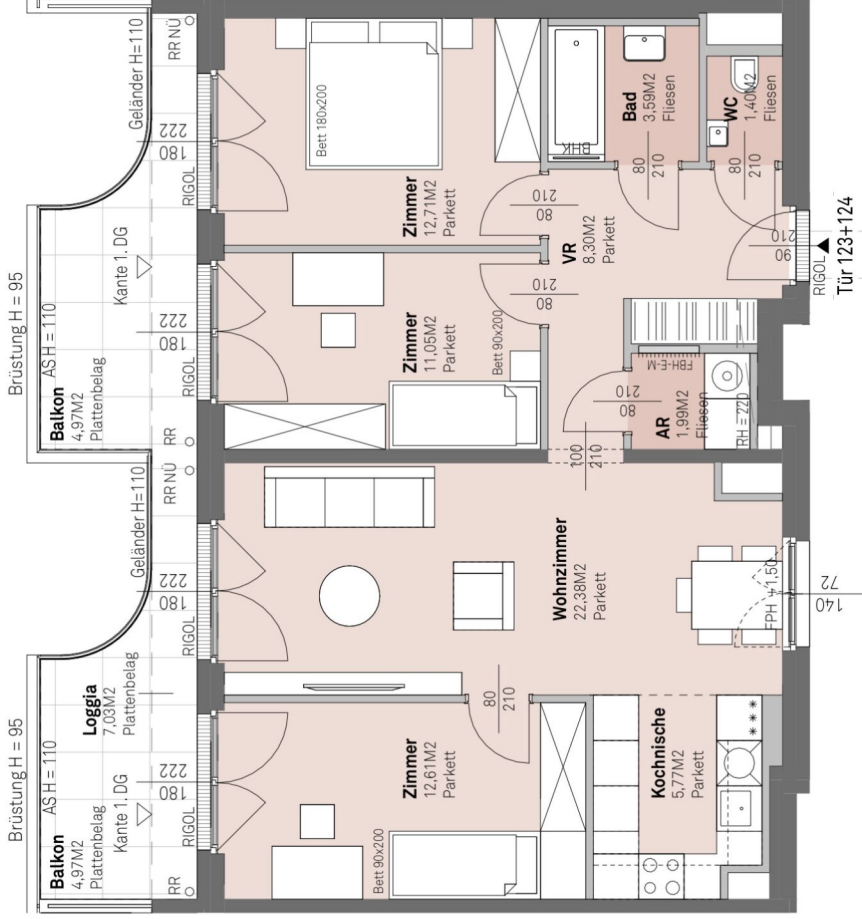 Brüstung H = 95
Brüstung H = 95
AS H = 110
AS H = 110
Balkon
4,97M2
Plattenbelag
Kante 1. DG
Loggia
7,03M2
Plattenbelag
Balkon
4,97M2
Plattenbelag
Kante 1. DG
Geländer H=110
Geländer H=110
RR
RR NÜ
RR
RR NÜ
RIGOL
180
222
RIGOL
180
222
RIGOL
180
222
RIGOL
180
222
Bett 180x200
Zimmer
12,71M2
Parkett
80
210
Zimmer
11,05M2
Parkett
Bett 90x200
80
210
Wohnzimmer
22,38M2
Parkett
100
210
Zimmer
12,61M2
Parkett
Bett 90x200
80
210
Kochnische
5,77M2
Parkett
***
VR
8,30M2
Parkett
Bad
3,59M2
Fliesen
BHK
80
210
WC
1,40M2
Fliesen
80
210
AR
1,99M2
Fliesen
80
210
FBH-E-M
RH = 220
FPH +1,50
140
72
90
210
RIGOL
Tür 123+124